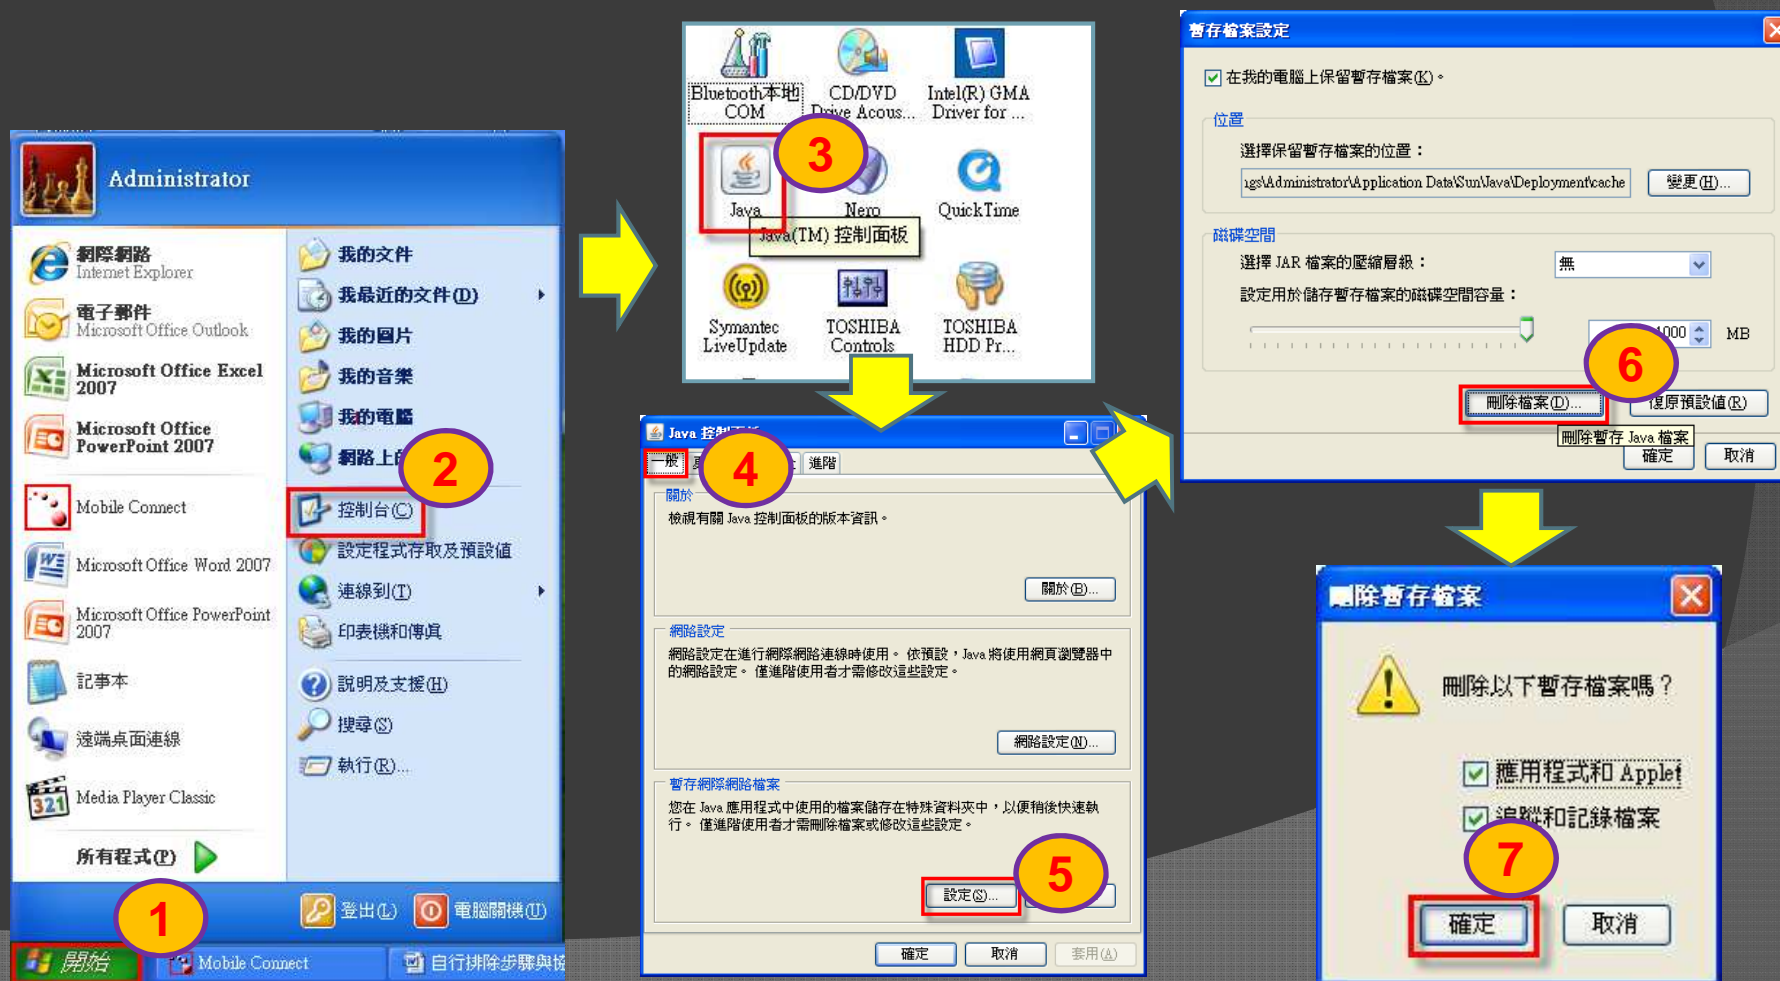 Administrator
網際網路
Internet Explorer
電子郵件
Microsoft Office Outlook
Microsoft Office Excel
2007
Microsoft Office
PowerPoint 2007
Mobile Connect
Microsoft Office Word 2007
Microsoft Office PowerPoint
2007
記事本
遠端桌面連線
321
Media Player Classic
所有程式(P)
我的文件
我最近的文件(D)
我的圖片
我的音樂
我的電腦
網路上的
2
控制台(C)
設定程式存取及預設值
連線到(T)
印表機和傳真
說明及支援(H)
搜尋(S)
執行(R)...
登出(L)
電腦關機(U)
1
開始
Mobile Connect
自行排除步驟與
Bluetooth本地
COM
CD/DVD
Drive Acous...
Intel(R) GMA
Driver for ...
3
Java
Nero
QuickTime
Java(TM) 控制面板
Symantec
LiveUpdate
TOSHIBA
Controls
TOSHIBA
HDD Pr...
Java 控制面板
一般
4
進階
關於
檢視有關 Java 控制面板的版本資訊。
關於(B)...
網路設定
網路設定在進行網際網路連線時使用。 依預設，Java 將使用網頁瀏覽器中
的網路設定。 僅進階使用者才需修改這些設定。
網路設定(N)...
暫存網際網路檔案
您在 Java 應用程式中使用的檔案儲存在特殊資料夾中，以便稍後快速執
行。 僅進階使用者才需刪除檔案或修改這些設定。
5
設定(S)...
確定
取消
套用(A)
暫存檔案設定
在我的電腦上保留暫存檔案(K)。
位置
選擇保留暫存檔案的位置：
ngs\Administrator\Application Data\Sun\Java\Deployment\cache
變更(H)...
磁碟空間
選擇 JAR 檔案的壓縮層級：
無
設定用於儲存暫存檔案的磁碟空間容量：
1000
MB
6
刪除檔案(D)...
復原預設值(R)
刪除暫存 Java 檔案
確定
取消
刪除暫存檔案
刪除以下暫存檔案嗎？
應用程式和 Applet
追蹤和記錄檔案
7
確定
取消